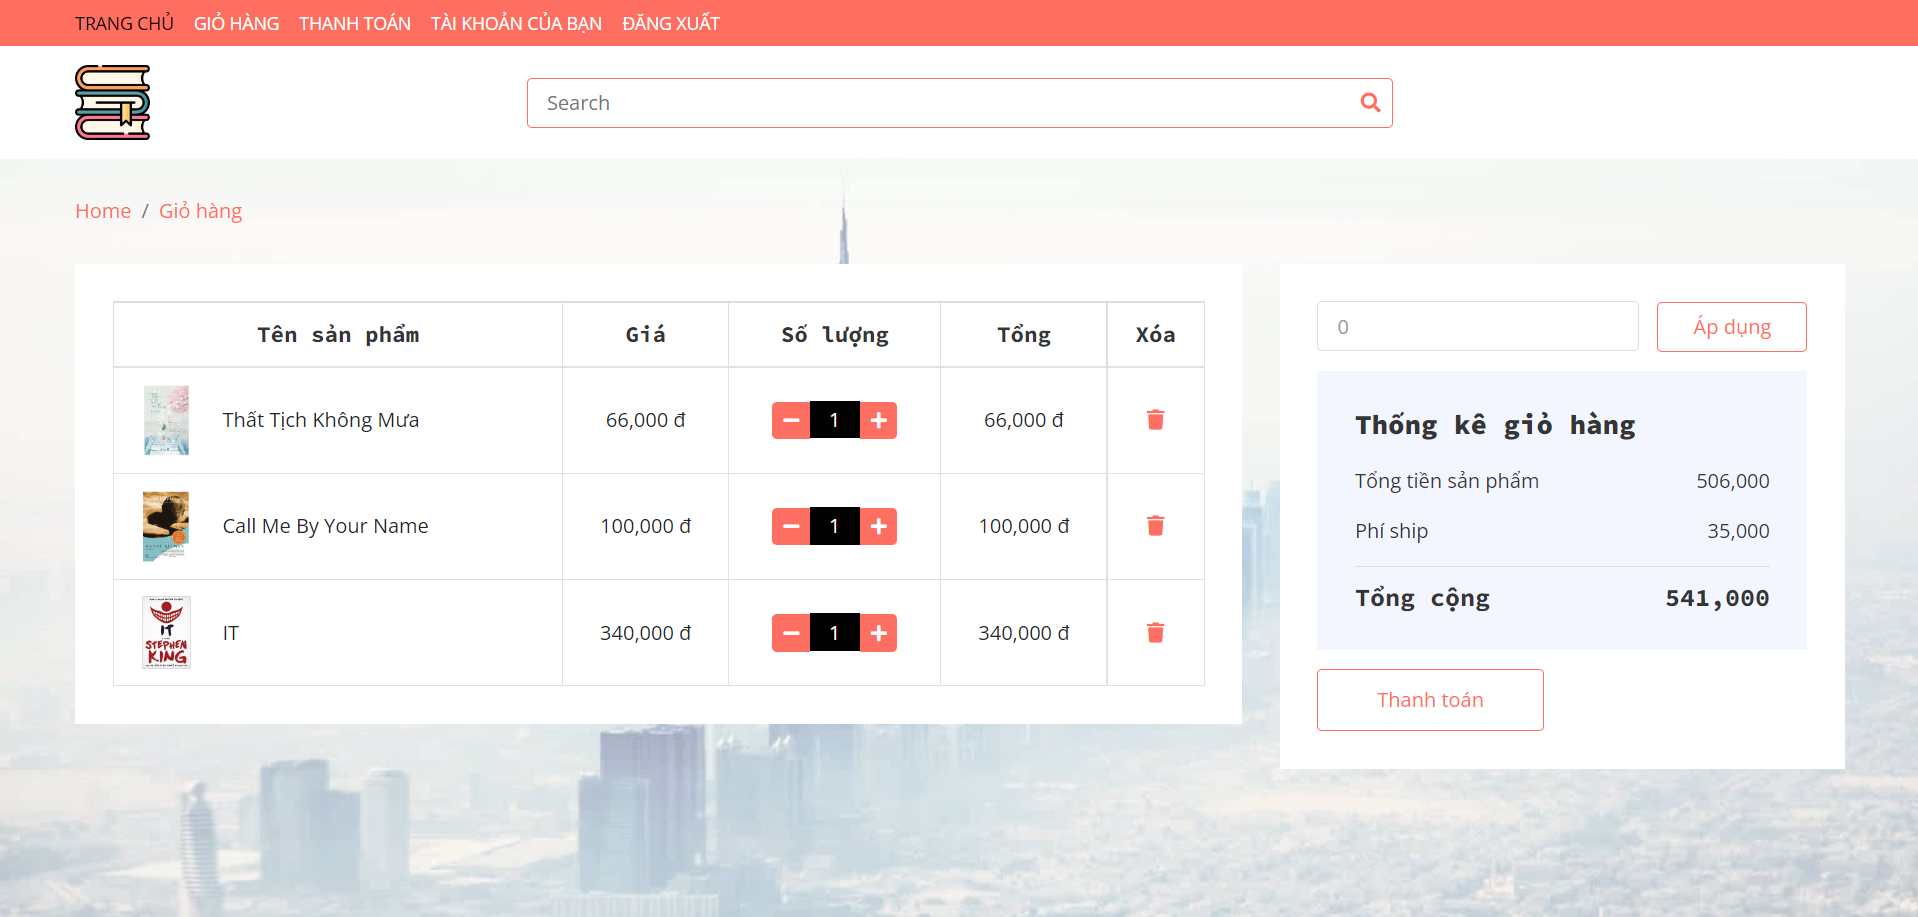 TRANG CHỦ GIỎ HÀNG THANH TOÁN TÀI KHOẢN CỦA BẠN ĐĂNG XUẤT
Search
Home / Giỏ hàng
Tên sản phẩm Giá Số lượng Tổng Xóa
Thất Tịch Không Mưa 66,000 đ 1 66,000 đ
Call Me By Your Name 100,000 đ 1 100,000 đ
IT
STEPHEN
KING
IT 340,000 đ 1 340,000 đ
0 Áp dụng
Thống kê giỏ hàng
Tổng tiền sản phẩm 506,000
Phí ship 35,000
Tổng cộng 541,000
Thanh toán